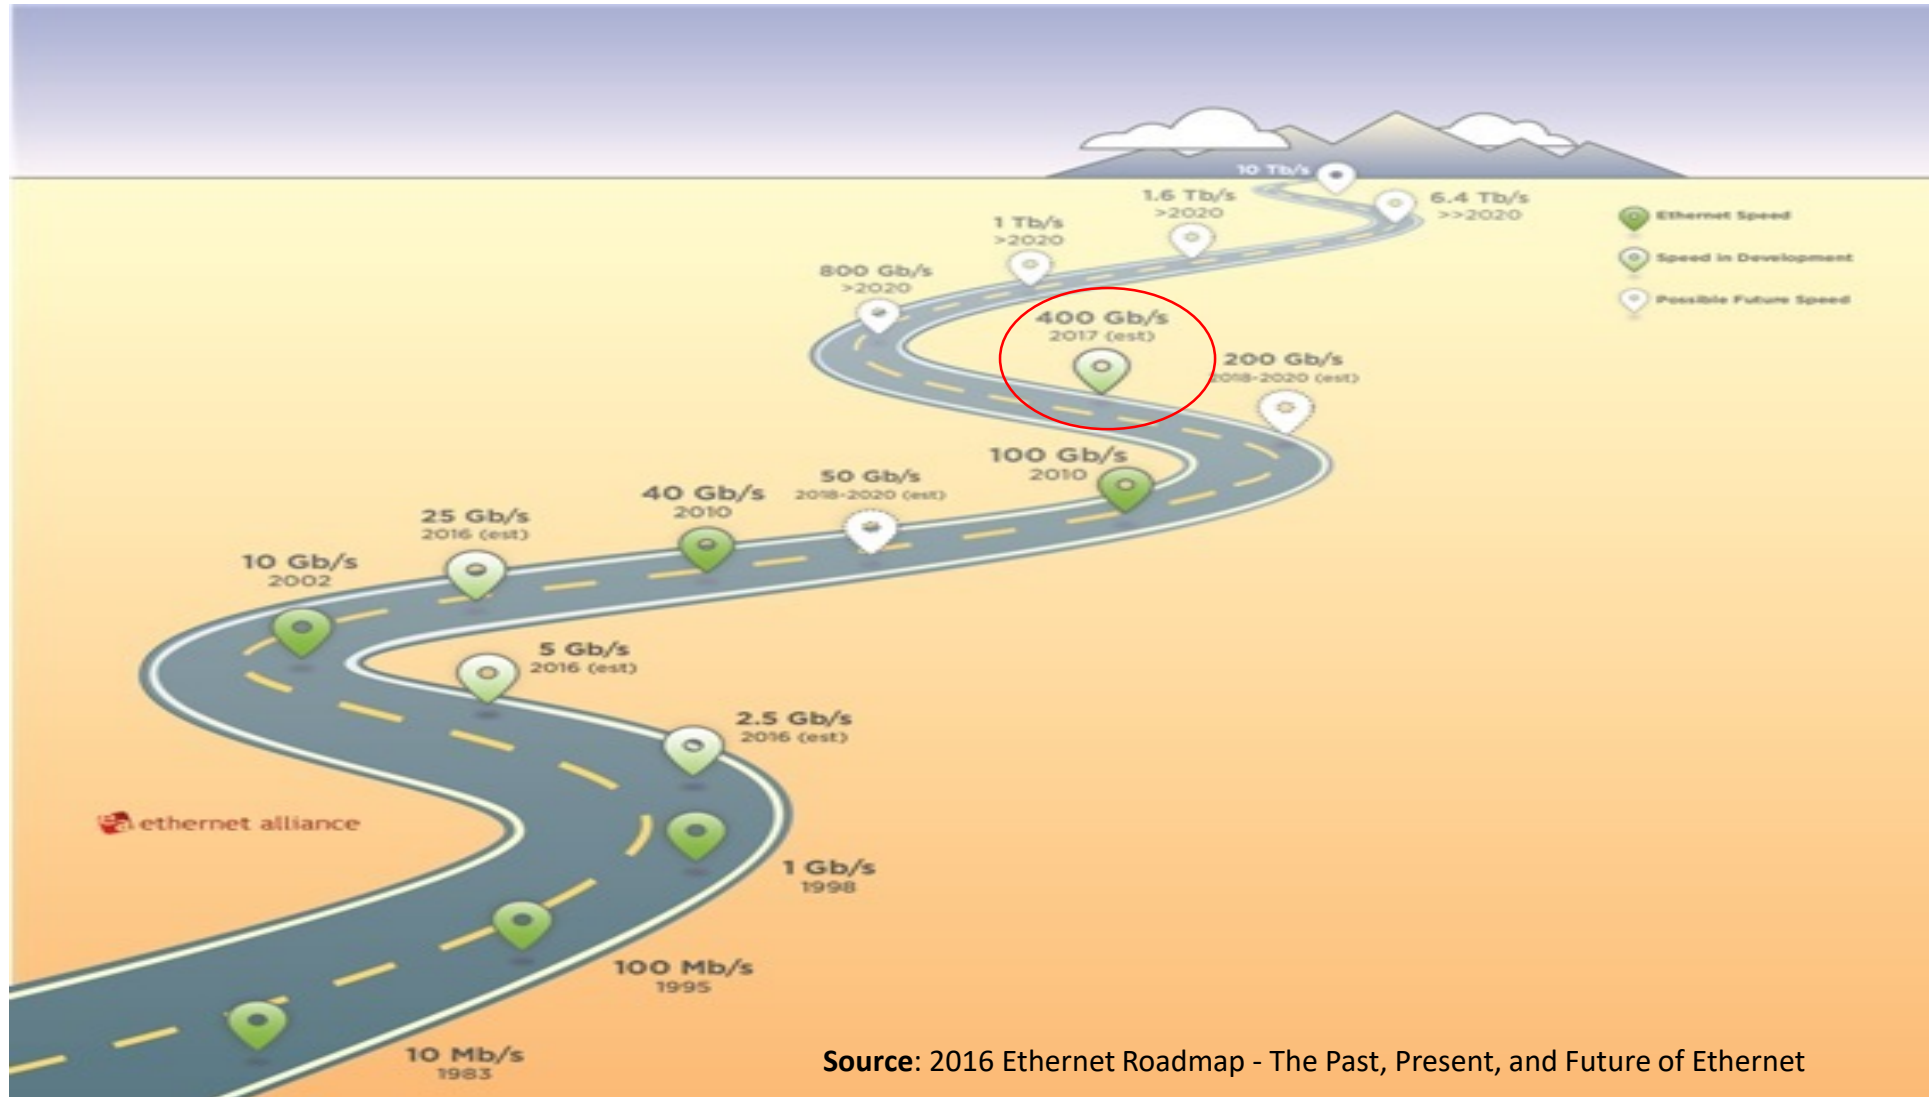 10 Tb/s
1.6 Tb/s
>2020
6.4 Tb/s
>>2020
1 Tb/s
>2020
Ethernet Speed
Speed in Development
Possible Future Speed
800 Gb/s
>2020
400 Gb/s
2017 (est)
200 Gb/s
2018-2020 (est)
100 Gb/s
2010
50 Gb/s
2018-2020 (est)
40 Gb/s
2010
25 Gb/s
2016 (est)
10 Gb/s
2002
5 Gb/s
2016 (est)
2.5 Gb/s
2016 (est)
ethernet alliance
1 Gb/s
1998
100 Mb/s
1995
10 Mb/s
1983
Source: 2016 Ethernet Roadmap - The Past, Present, and Future of Ethernet